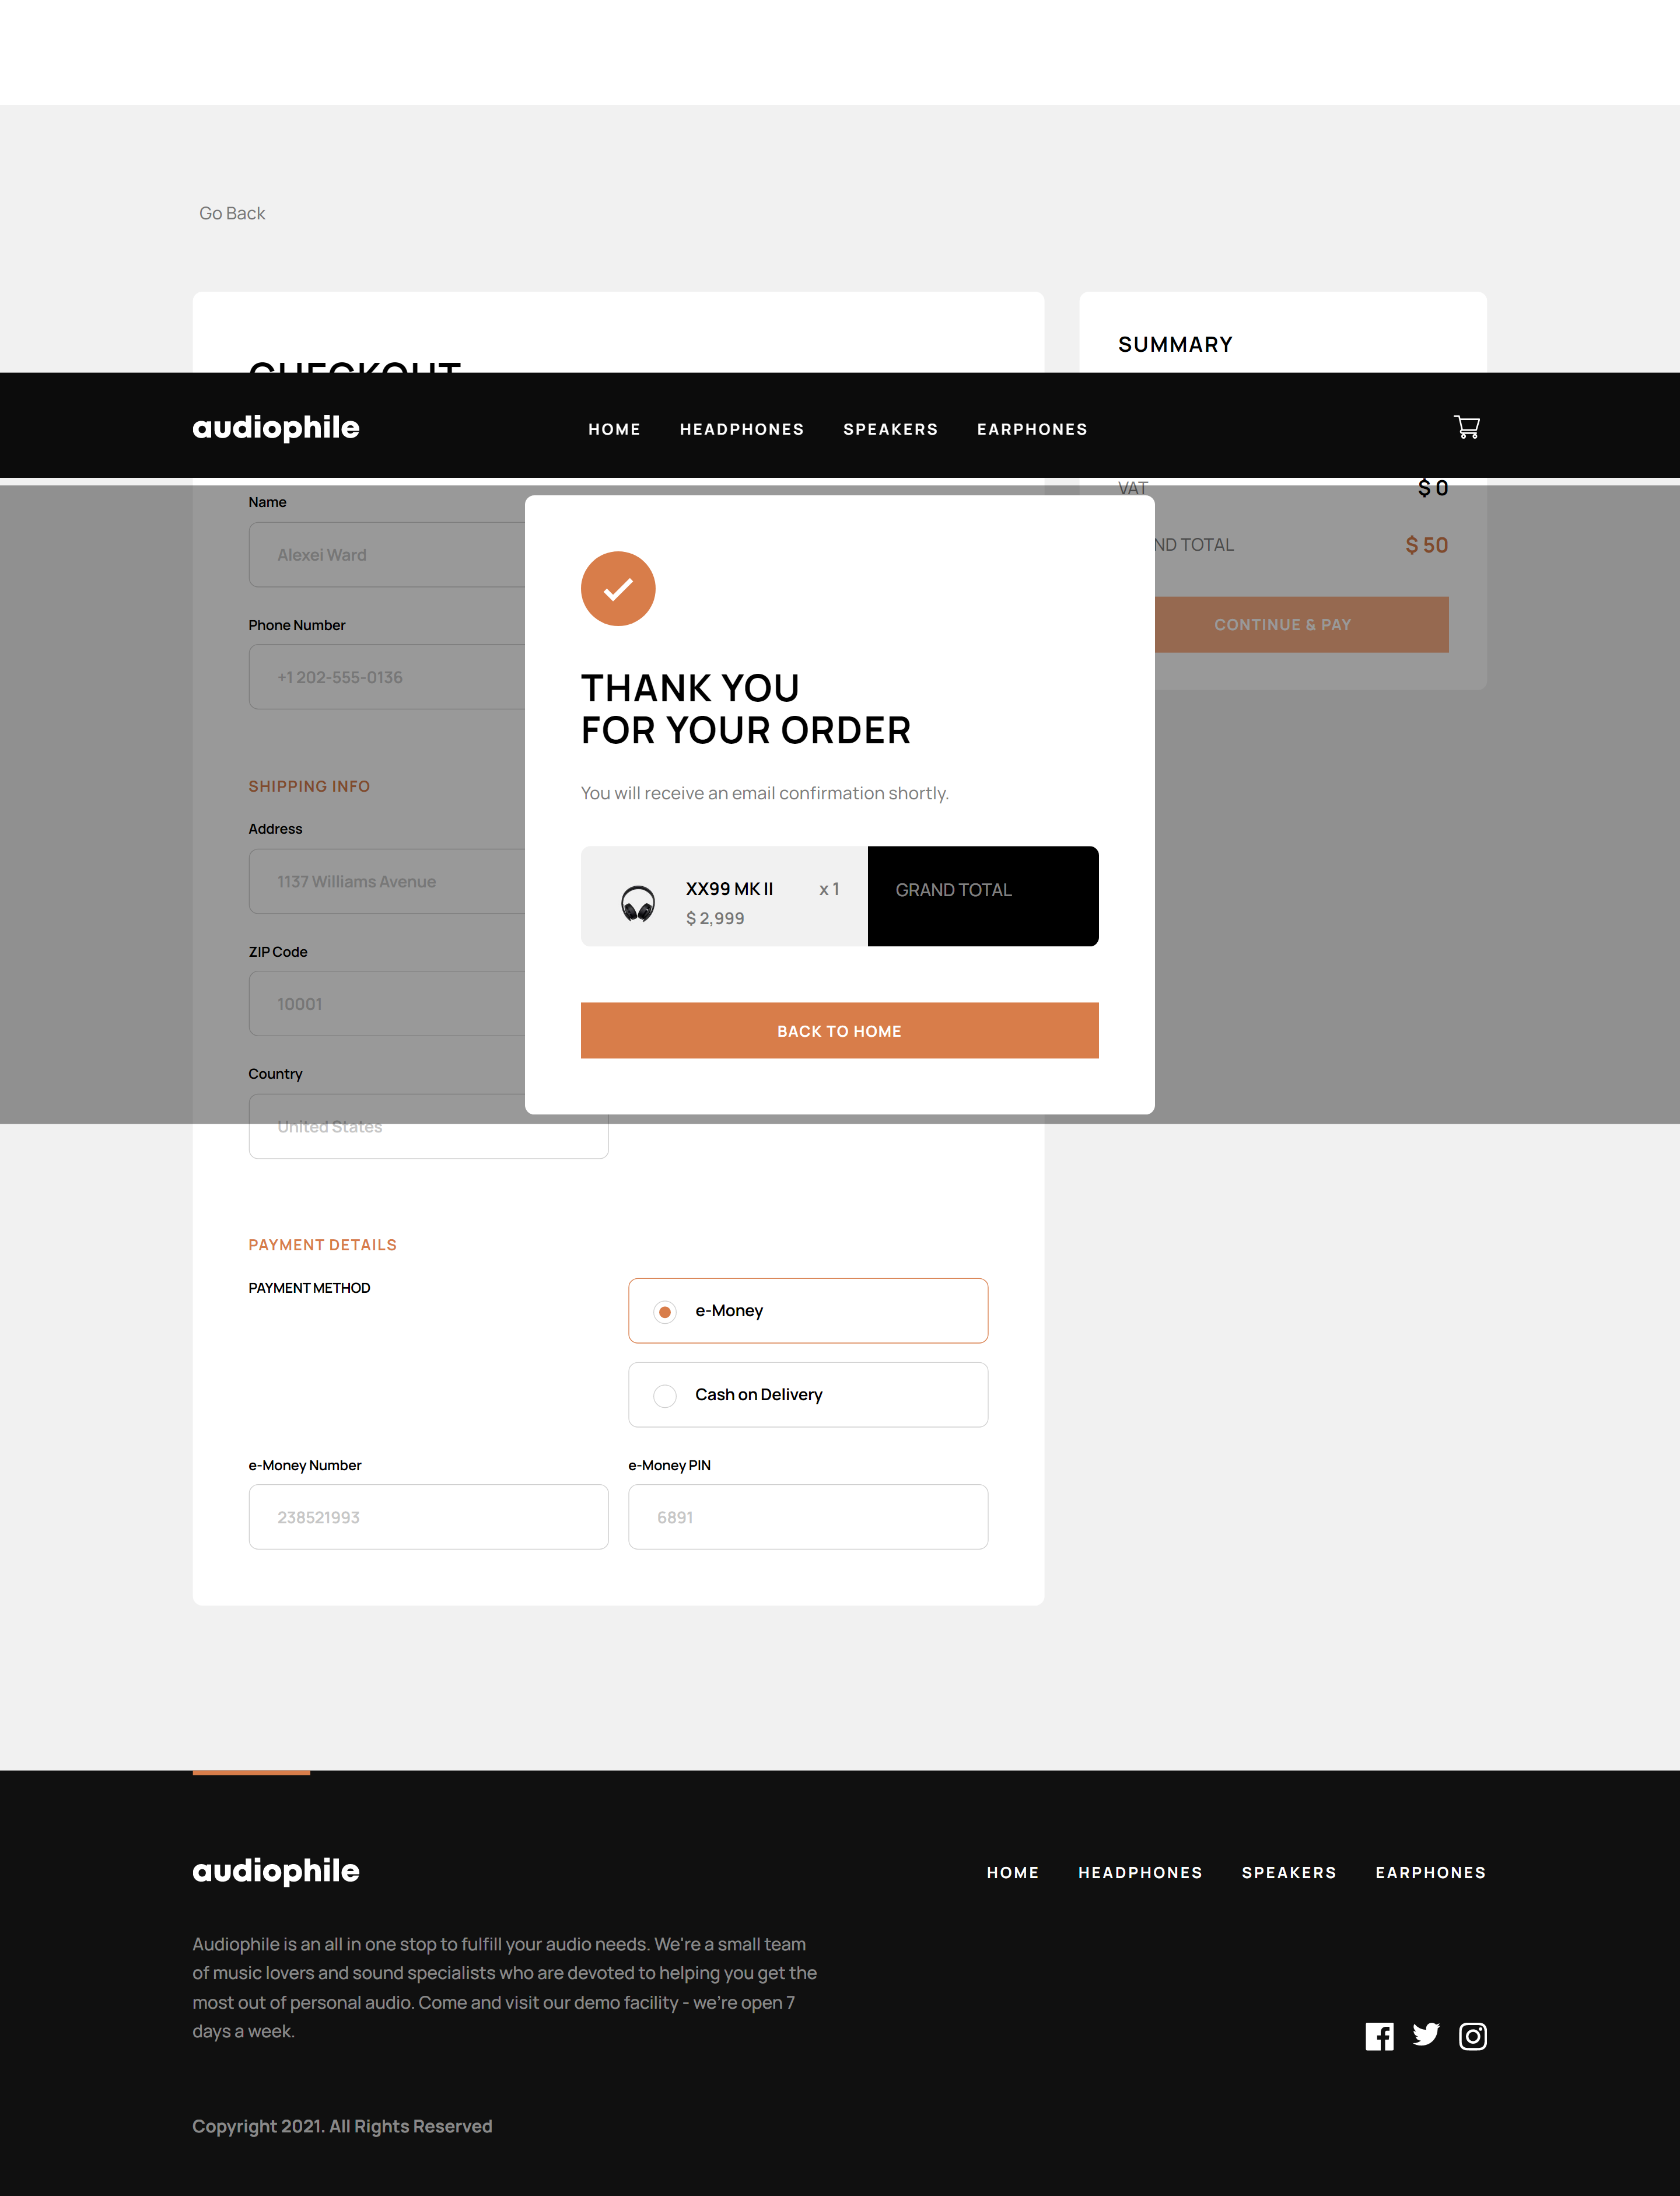 Go Back
CHECKOUT
SUMMARY
audiophile
HOME HEADPHONES SPEAKERS EARPHONES
VAT $ 0
ND TOTAL $ 50
CONTINUE & PAY
Name
Alexei Ward
Phone Number
+1 202-555-0136
SHIPPING INFO
Address
1137 Williams Avenue
ZIP Code
10001
Country
United States
THANK YOU
FOR YOUR ORDER
You will receive an email confirmation shortly.
XX99 MK II x 1
$ 2,999
GRAND TOTAL
BACK TO HOME
PAYMENT DETAILS
PAYMENT METHOD
e-Money
Cash on Delivery
e-Money Number
238521993
e-Money PIN
6891
audiophile
HOME HEADPHONES SPEAKERS EARPHONES
Audiophile is an all in one stop to fulfill your audio needs. We're a small team
of music lovers and sound specialists who are devoted to helping you get the
most out of personal audio. Come and visit our demo facility - we're open 7
days a week.
Copyright 2021. All Rights Reserved